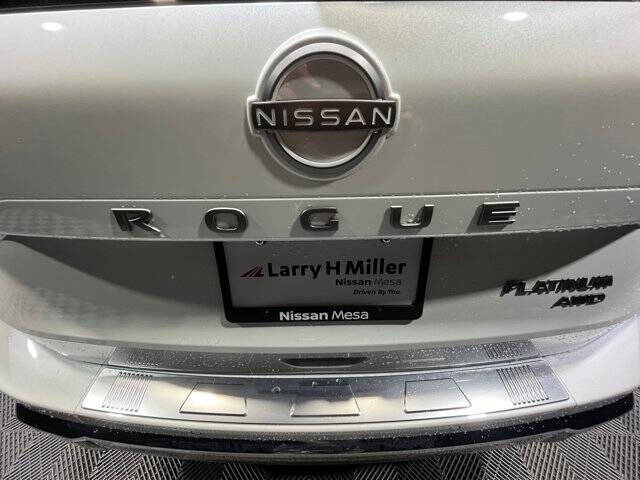 NISSAN
ROGUE
Larry H Miller
Nissan Mesa
Driven By You.
PLATINUM
AWD
Nissan Mesa